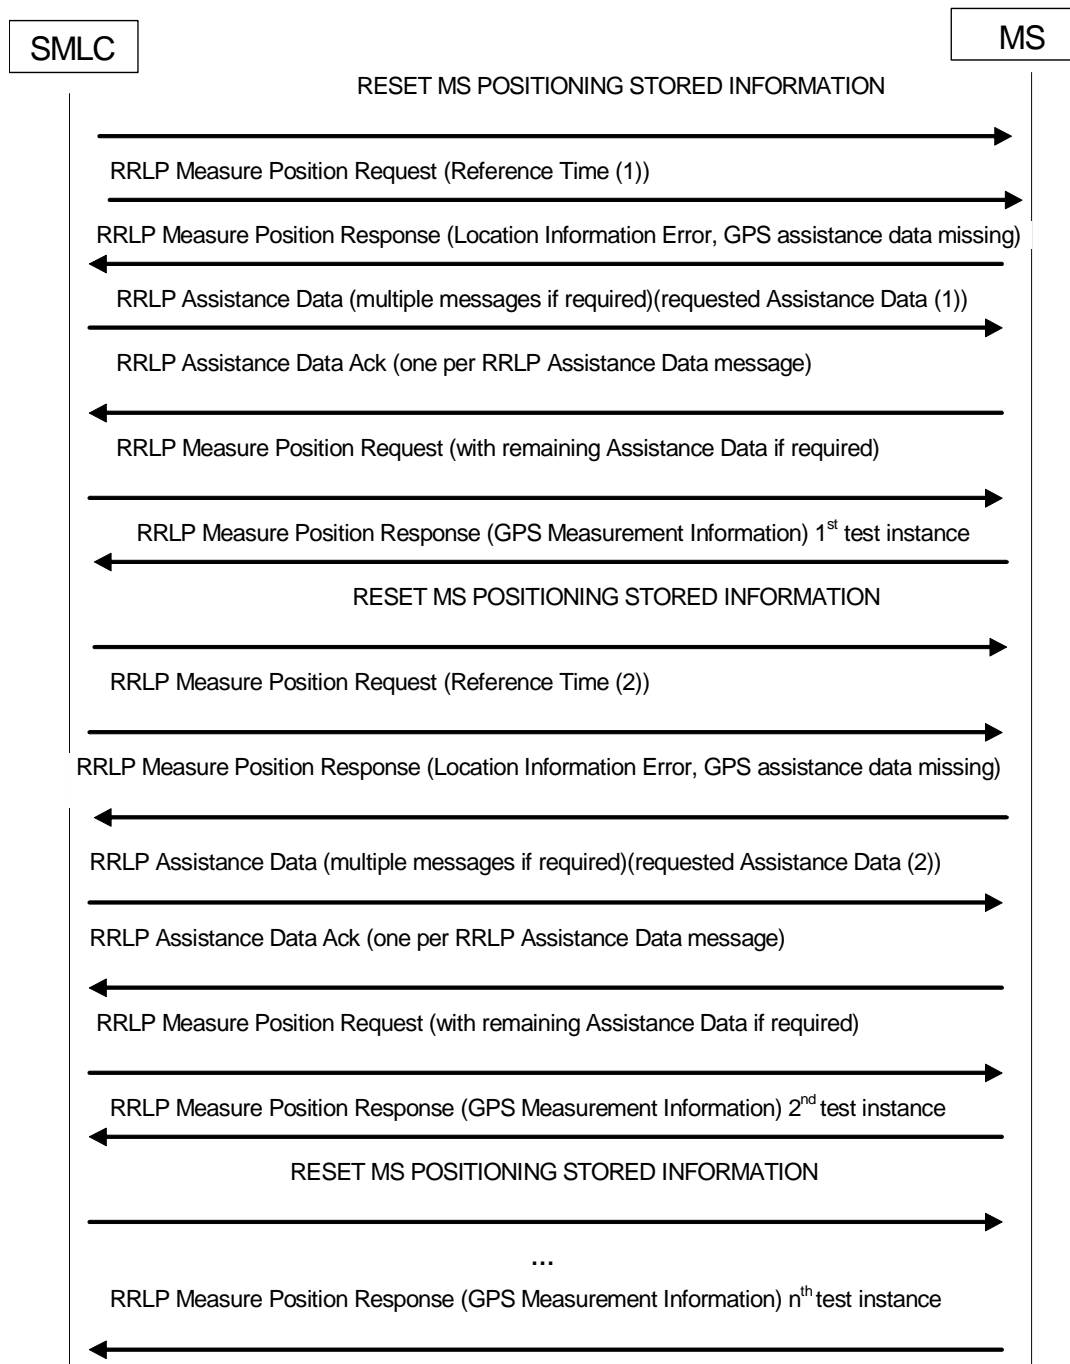 SMLC
MS
RESET MS POSITIONING STORED INFORMATION
RRLP Measure Position Request (Reference Time (1))
RRLP Measure Position Response (Location Information Error, GPS assistance data missing)
RRLP Assistance Data (multiple messages if required)(requested Assistance Data (1))
RRLP Assistance Data Ack (one per RRLP Assistance Data message)
RRLP Measure Position Request (with remaining Assistance Data if required)
RRLP Measure Position Response (GPS Measurement Information) 1st test instance
RESET MS POSITIONING STORED INFORMATION
RRLP Measure Position Request (Reference Time (2))
RRLP Measure Position Response (Location Information Error, GPS assistance data missing)
RRLP Assistance Data (multiple messages if required)(requested Assistance Data (2))
RRLP Assistance Data Ack (one per RRLP Assistance Data message)
RRLP Measure Position Request (with remaining Assistance Data if required)
RRLP Measure Position Response (GPS Measurement Information) 2nd test instance
RESET MS POSITIONING STORED INFORMATION
...
RRLP Measure Position Response (GPS Measurement Information) nth test instance